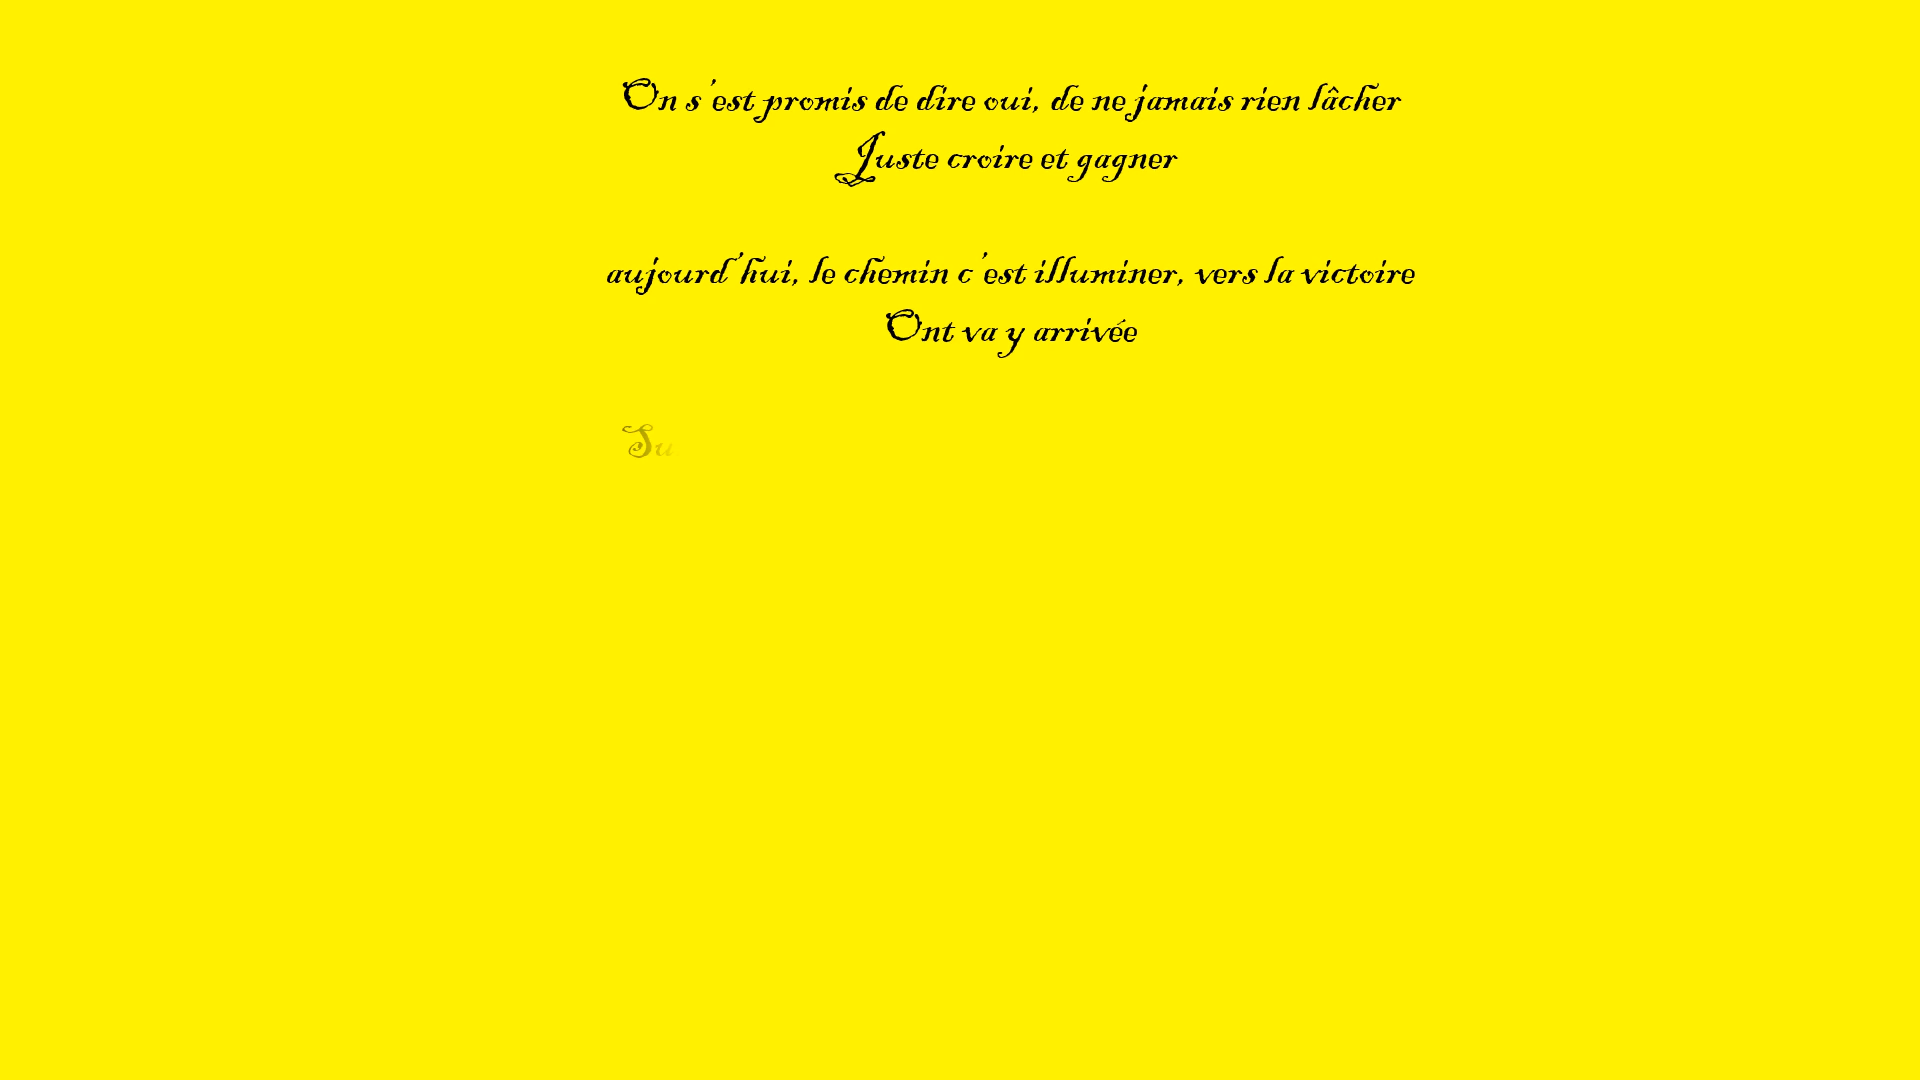 On s'est promis de dire oui, de ne jamais rien lâcher
Juste croire et gagner
aujourd'hui, le chemin c'est illuminer, vers la victoire
Ont va y arrivée
Su